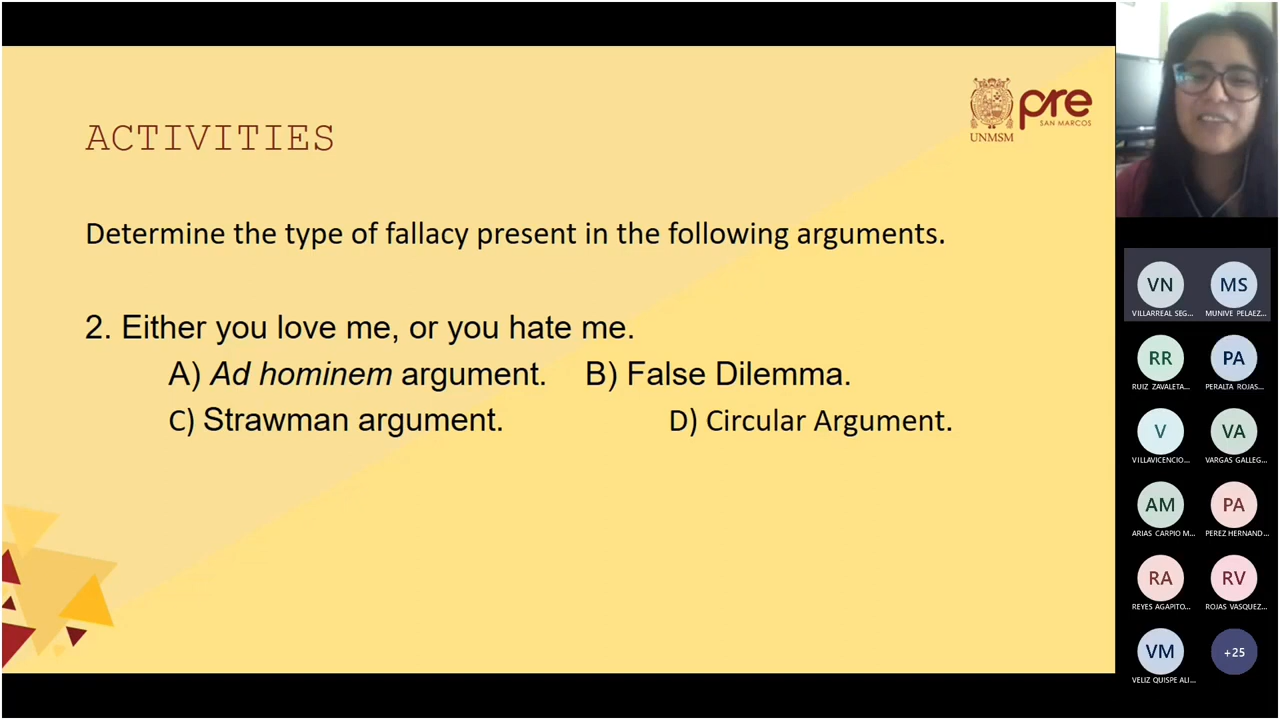 ACTIVITIES
UNMSM
pre
SAN MARCOS
Determine the type of fallacy present in the following arguments.
2. Either you love me, or you hate me.
A) Ad hominem argument. B) False Dilemma.
C) Strawman argument. D) Circular Argument.
VN MS
VILLARREAL SEG... MUNIVE PELAEZ...
RR PA
RUIZ ZAVALETA... PERALTA ROJAS...
V VA
VILLAVICENCIO... VARGAS GALLEG...
AM PA
ARIAS CARPIO M... PEREZ HERNAND...
RA RV
REYES AGAPITO... ROJAS VASQUEZ...
VM +25
VELIZ QUISPE ALI...